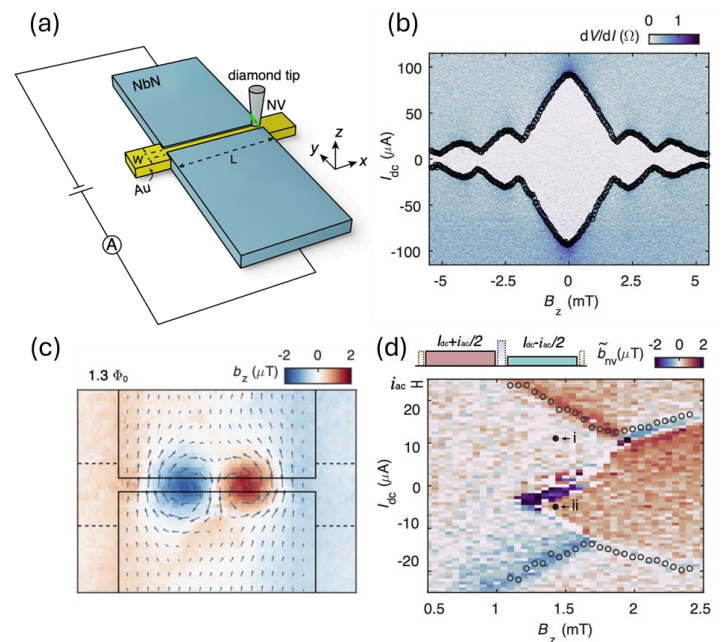 (a)
NbN
diamond tip
NV
W
L
Au
z
y
x
A
(b)
0 1
dV/dI (Ω)
100
50
0
-50
-100
I_dc (μA)
-5 -2.5 0 2.5 5
B_z (mT)
(c)
1.3 Φ₀
-2 0 2
b_z (μT)
(d)
I_dc+i_ac/2
I_dc-i_ac/2
b̃_nv(μT)
-2 0 2
i_ac
20
10
0
-10
-20
I_dc (μA)
i
ii
0.5 1 1.5 2 2.5
B_z (mT)